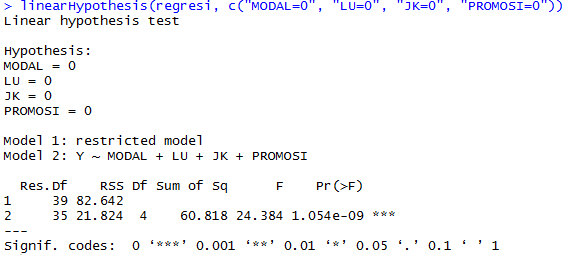 > linearHypothesis(regresi, c("MODAL=0", "LU=0", "JK=0", "PROMOSI=0"))
Linear hypothesis test
Hypothesis:
MODAL = 0
LU = 0
JK = 0
PROMOSI = 0
Model 1: restricted model
Model 2: Y ~ MODAL + LU + JK + PROMOSI
Res.Df RSS Df Sum of Sq F Pr(>F)
1 39 82.642
2 35 21.824 4 60.818 24.384 1.054e-09 ***
---
Signif. codes: 0 ‘***’ 0.001 ‘**’ 0.01 ‘*’ 0.05 ‘.’ 0.1 ‘ ’ 1